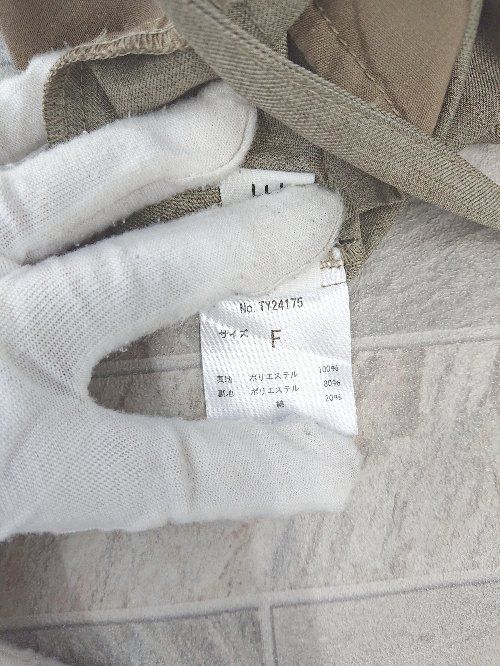 No. TY24175
サイズ F
表地 ポリエステル 100%
裏地 ポリエステル 80%
綿 20%